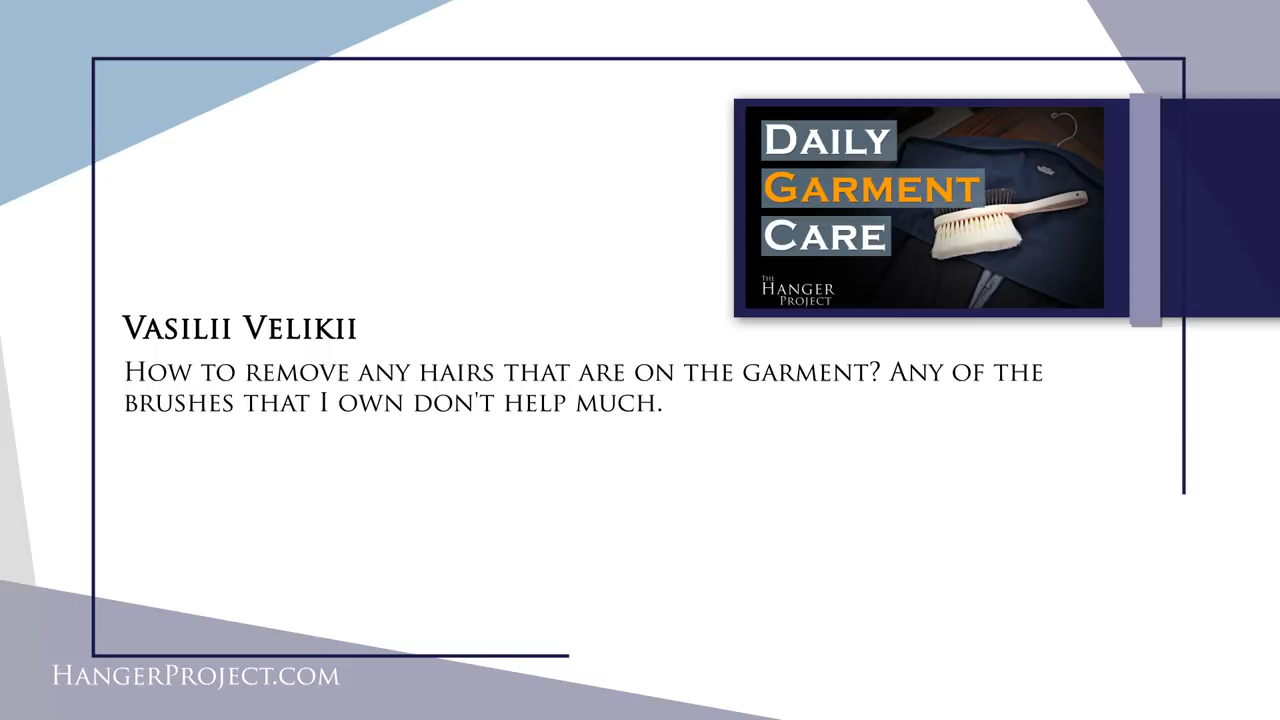 Daily
Garment
Care
The
Hanger
Project
Vasilii Velikii
How to remove any hairs that are on the garment? Any of the
brushes that I own don't help much.
HangerProject.com